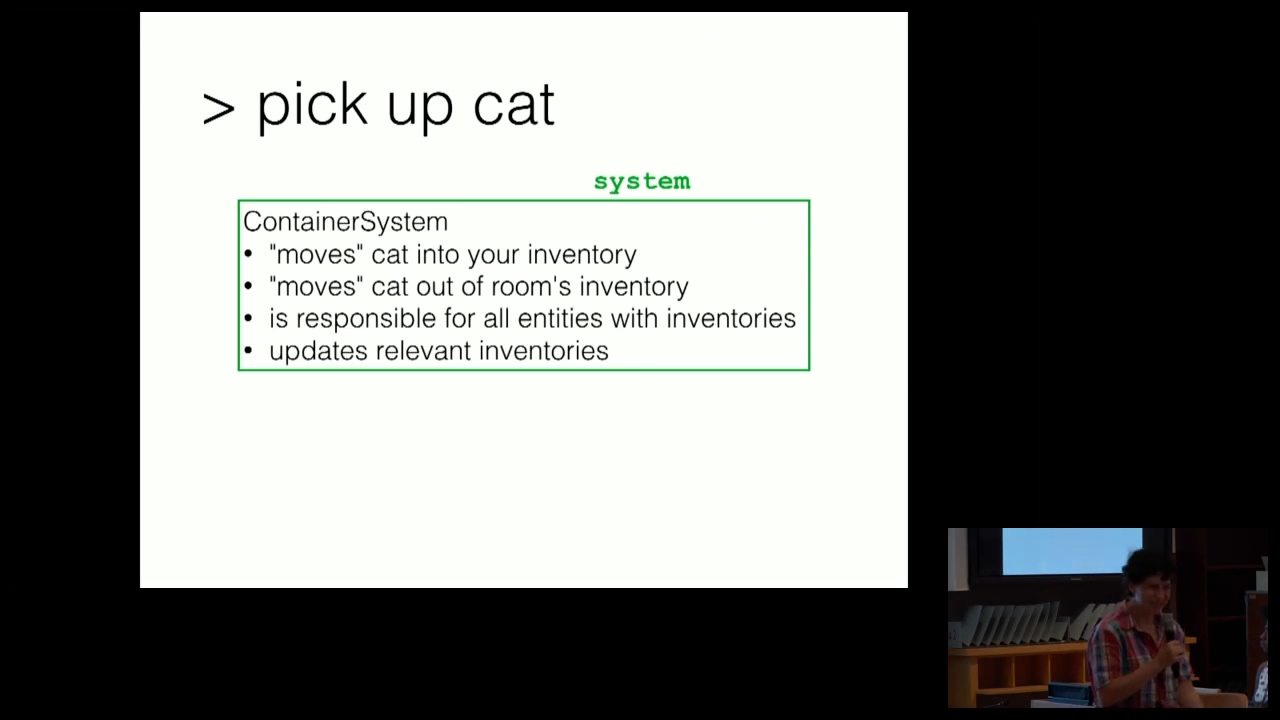 > pick up cat
system
ContainerSystem
• "moves" cat into your inventory
• "moves" cat out of room's inventory
• is responsible for all entities with inventories
• updates relevant inventories